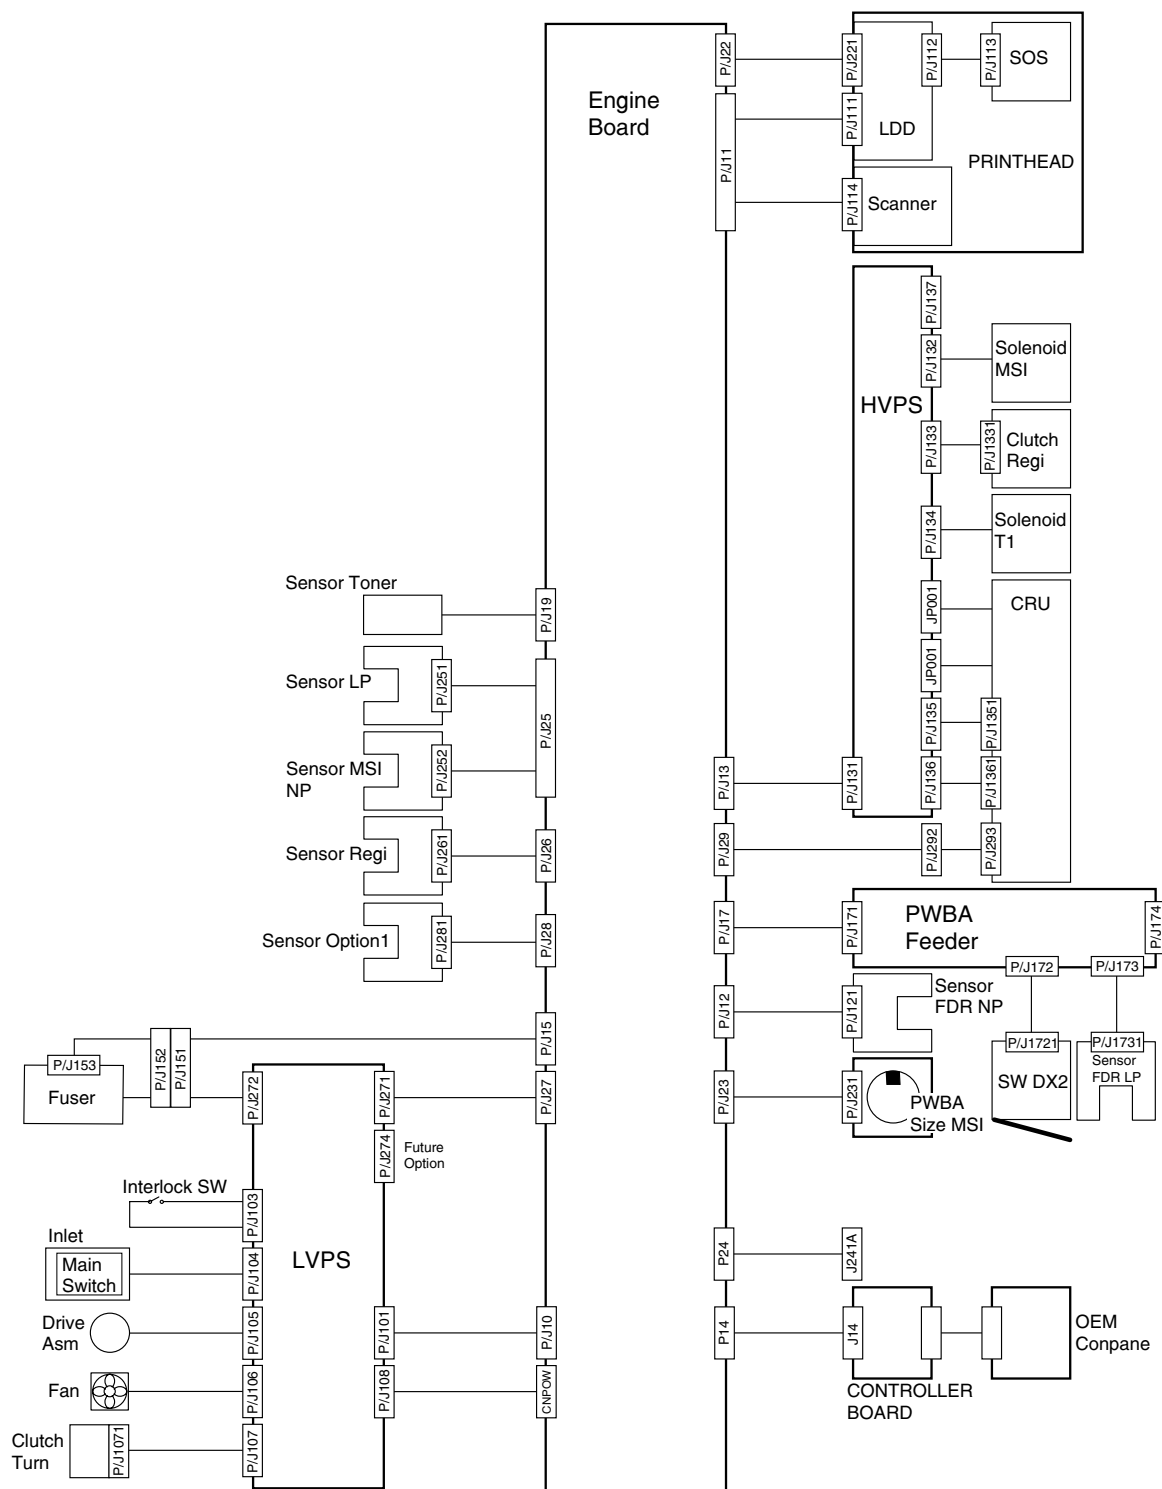 Engine
Board
P/J22
P/J11
P/J221
P/J111
P/J114
P/J112
P/J113
SOS
LDD
PRINTHEAD
Scanner
HVPS
P/J137
P/J132
Solenoid
MSI
P/J133
P/J1331
Clutch
Regi
P/J134
Solenoid
T1
JP001
CRU
JP001
P/J135
P/J1351
P/J13
P/J131
P/J136
P/J1361
P/J29
P/J292
P/J293
Sensor Toner
P/J19
Sensor LP
P/J251
P/J25
Sensor MSI
NP
P/J252
Sensor Regi
P/J261
P/J26
Sensor Option1
P/J281
P/J28
P/J17
P/J171
PWBA
Feeder
P/J174
P/J172
P/J173
P/J12
P/J121
Sensor
FDR NP
P/J1721
SW DX2
P/J1731
Sensor
FDR LP
P/J23
P/J231
PWBA
Size MSI
P/J15
P/J153
P/J152
P/J151
Fuser
P/J272
P/J271
P/J27
P/J274
Future
Option
Interlock SW
P/J103
Inlet
Main
Switch
P/J104
LVPS
Drive
Asm
P/J105
P/J101
P/J10
Fan
P/J106
P/J108
CNPOW
Clutch
Turn
P/J1071
P/J107
P24
J241A
P14
J14
CONTROLLER
BOARD
OEM
Conpane